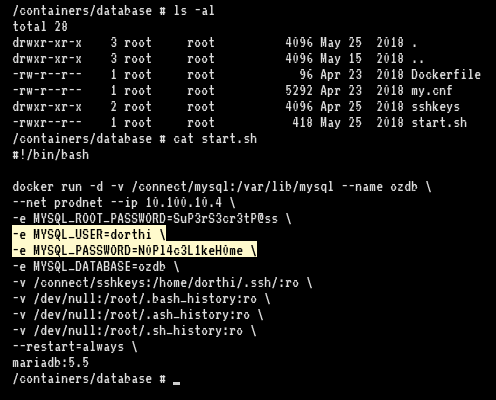 /containers/database # ls -al
total 28
drwxr-xr-x 3 root root 4096 May 25 2018 .
drwxr-xr-x 3 root root 4096 May 15 2018 ..
-rw-r--r-- 1 root root 96 Apr 23 2018 Dockerfile
-rw-r--r-- 1 root root 5292 Apr 23 2018 my.cnf
drwxr-xr-x 2 root root 4096 Apr 25 2018 sshkeys
-rwxr--r-- 1 root root 418 May 25 2018 start.sh
/containers/database # cat start.sh
#!/bin/bash

docker run -d -v /connect/mysql:/var/lib/mysql --name ozdb \
--net prodnet --ip 10.100.10.4 \
-e MYSQL_ROOT_PASSWORD=SuP3rS3cr3tP@ss \
-e MYSQL_USER=dorthi \
-e MYSQL_PASSWORD=N0Pl4c3L1keH0me \
-e MYSQL_DATABASE=ozdb \
-v /connect/sshkeys:/home/dorthi/.ssh/:ro \
-v /dev/null:/root/.bash_history:ro \
-v /dev/null:/root/.ash_history:ro \
-v /dev/null:/root/.sh_history:ro \
--restart=always \
mariadb:5.5
/containers/database # _